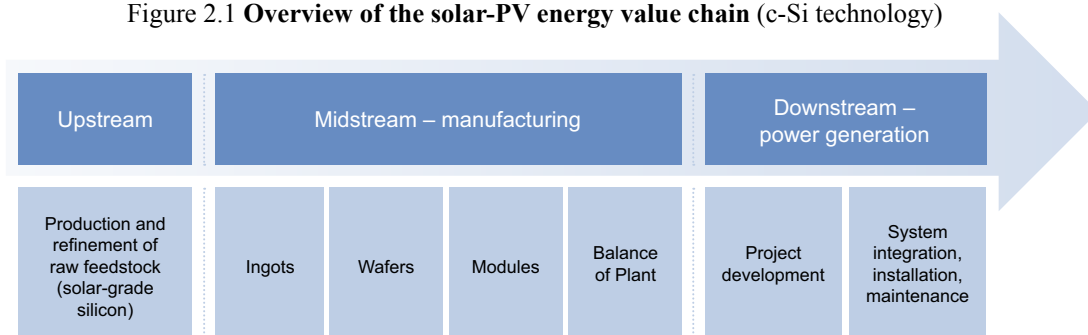 Figure 2.1 Overview of the solar-PV energy value chain (c-Si technology)
Upstream
Midstream – manufacturing
Downstream –
power generation
Production and
refinement of
raw feedstock
(solar-grade
silicon)
Ingots
Wafers
Modules
Balance
of Plant
Project
development
System
integration,
installation,
maintenance